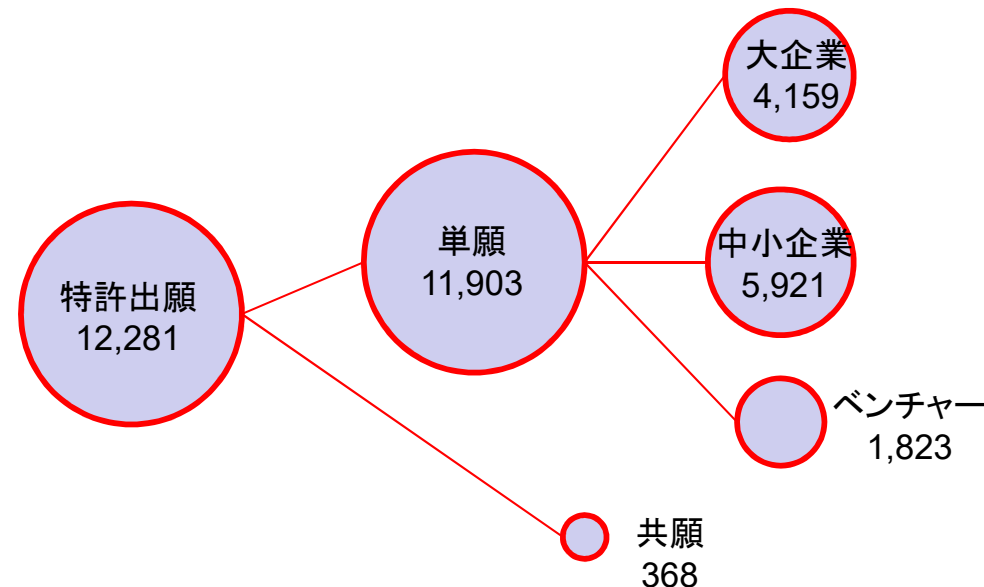 特許出願
12,281
単願
11,903
大企業
4,159
中小企業
5,921
ベンチャー
1,823
共願
368